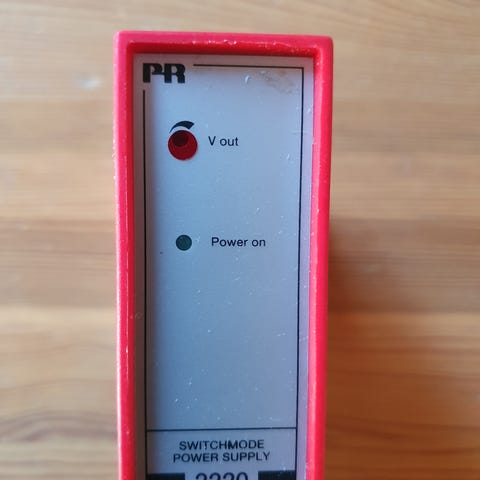 PR
V out
Power on
SWITCHMODE
POWER SUPPLY